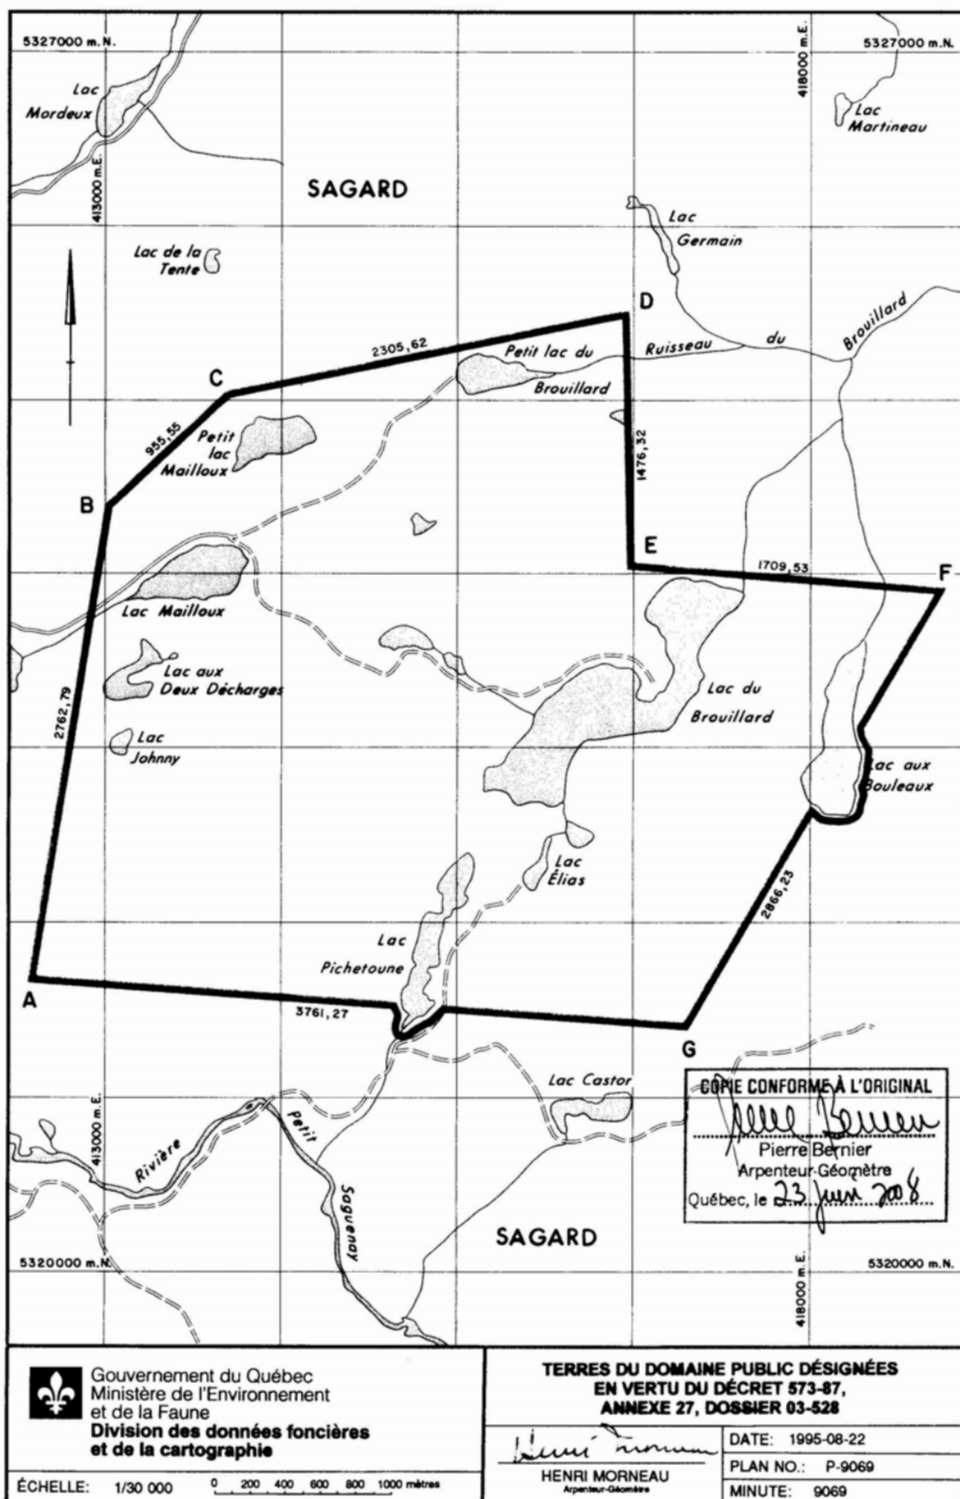 5327000 m.N.
418000 m.E.
5327000 m.N.
Lac
Mordeux
Lac
Martineau
413000 m.E.
SAGARD
Lac
Germain
Lac de la
Tente
D
Brouillard
2305,62
Petit lac du
Brouillard
Ruisseau du
C
955,55
Petit
lac
Mailloux
1476,32
B
E
1709,53
F
Lac Mailloux
Lac aux
Deux Décharges
Lac du
Brouillard
2762,79
Lac
Johnny
Lac aux
Bouleaux
Lac
Élias
2866,23
Lac
Pichetoune
A
3761,27
G
Lac Castor
COPIE CONFORME À L'ORIGINAL
Pierre Bernier
Arpenteur-Géomètre
Québec, le 23 juin 2008
413000 m.E.
Rivière
Petit
Saguenay
SAGARD
5320000 m.N.
418000 m.E.
5320000 m.N.
Gouvernement du Québec
Ministère de l'Environnement
et de la Faune
Division des données foncières
et de la cartographie
ÉCHELLE: 1/30 000
0 200 400 600 800 1000 mètres
TERRES DU DOMAINE PUBLIC DÉSIGNÉES
EN VERTU DU DÉCRET 573-87,
ANNEXE 27, DOSSIER 03-528
Henri Morneau
HENRI MORNEAU
Arpenteur-Géomètre
DATE: 1995-08-22
PLAN NO.: P-9069
MINUTE: 9069